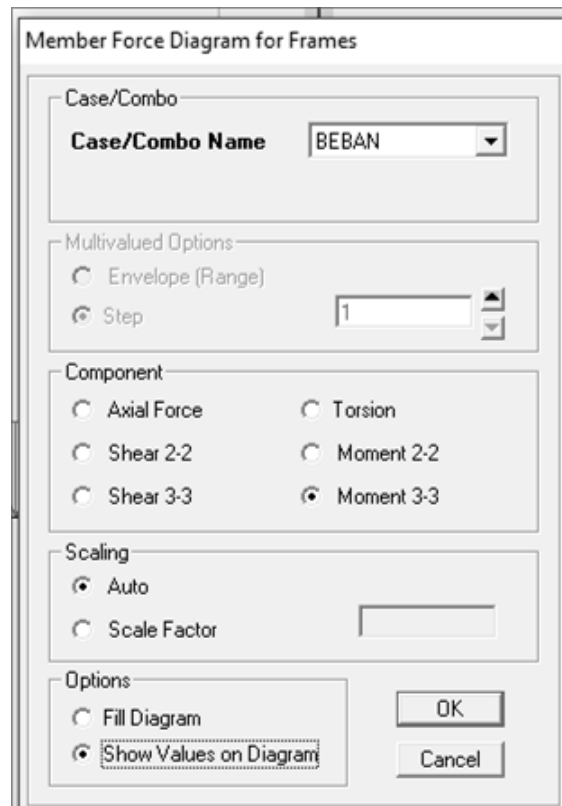 Member Force Diagram for Frames
Case/Combo
Case/Combo Name BEBAN
Multivalued Options
Envelope (Range)
Step 1
Component
Axial Force Torsion
Shear 2-2 Moment 2-2
Shear 3-3 Moment 3-3
Scaling
Auto
Scale Factor
Options
Fill Diagram
Show Values on Diagram
OK
Cancel